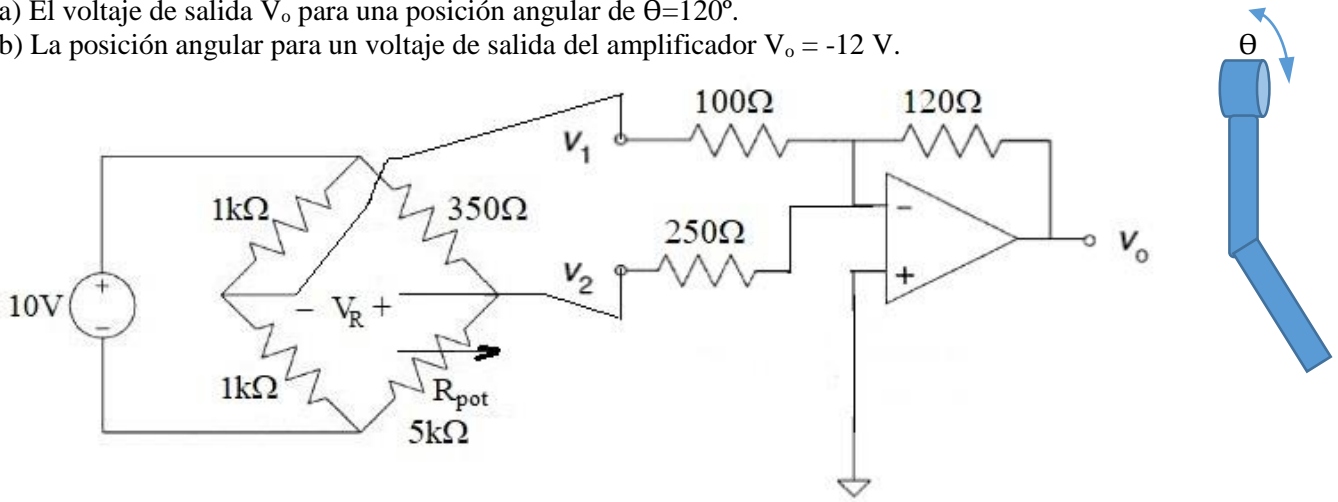 a) El voltaje de salida Vₒ para una posición angular de Ө=120º.
b) La posición angular para un voltaje de salida del amplificador Vₒ = -12 V.
Ө
100Ω 120Ω
V₁
1kΩ 350Ω
250Ω
−
Vₒ
V₂
+
10V + −
− V_R +
1kΩ
R_pot
5kΩ